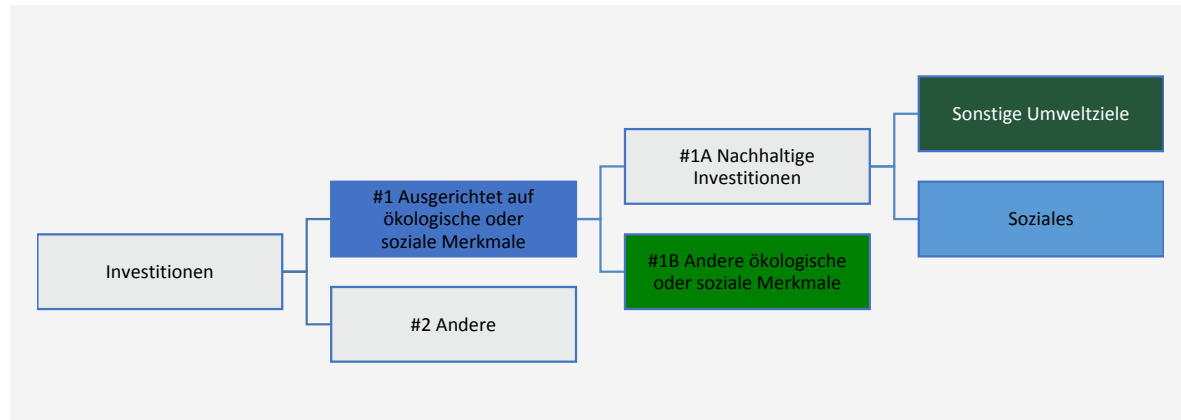 Investitionen
#1 Ausgerichtet auf
ökologische oder
soziale Merkmale
#2 Andere
#1A Nachhaltige
Investitionen
#1B Andere ökologische
oder soziale Merkmale
Sonstige Umweltziele
Soziales